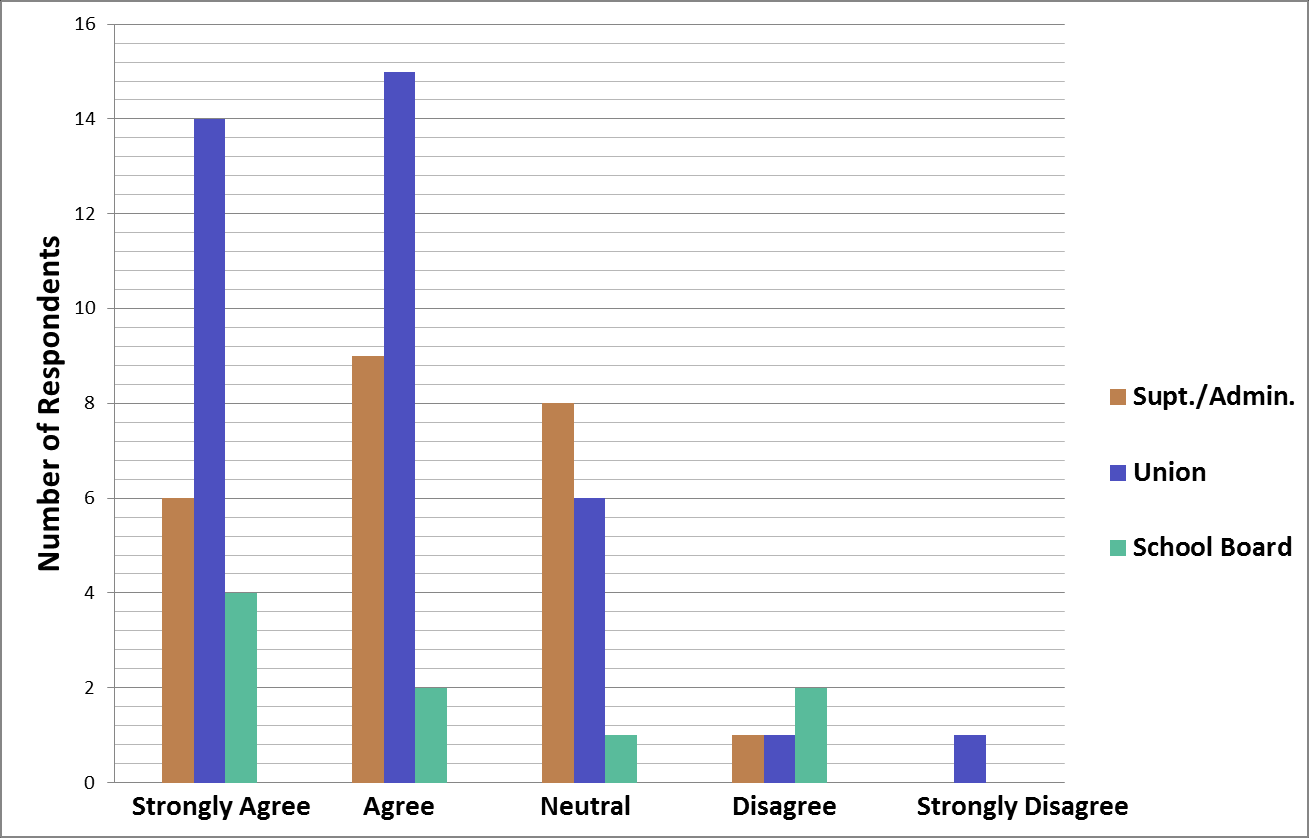 16
14
12
10
8
6
4
2
0
Number of Respondents
Strongly Agree
Agree
Neutral
Disagree
Strongly Disagree
Supt./Admin.
Union
School Board